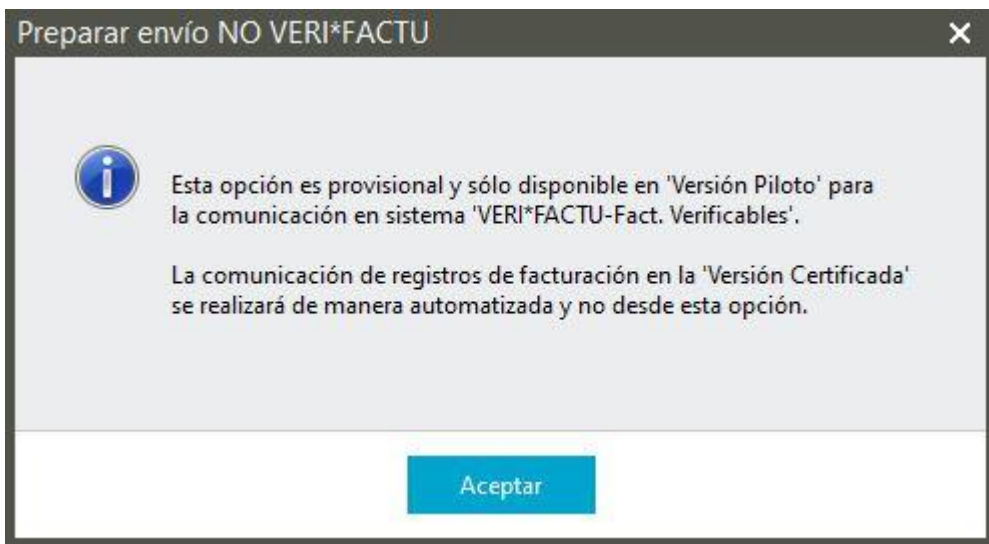 Preparar envío NO VERI*FACTU
Esta opción es provisional y sólo disponible en 'Versión Piloto' para
la comunicación en sistema 'VERI*FACTU-Fact. Verificables'.
La comunicación de registros de facturación en la 'Versión Certificada'
se realizará de manera automatizada y no desde esta opción.
Aceptar